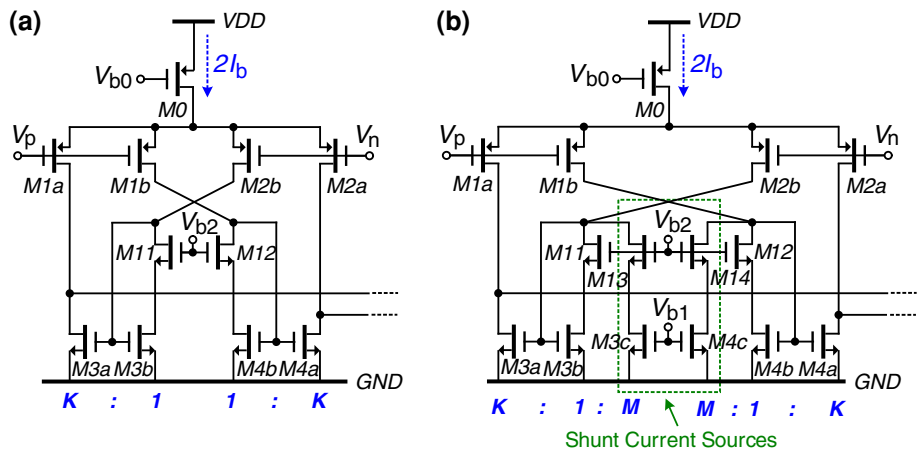 (a)
VDD
2Ib
Vb0
M0
Vp
Vn
M1a
M1b
M2b
M2a
Vb2
M11
M12
M3a
M3b
M4b
M4a
GND
K : 1 1 : K
(b)
VDD
2Ib
Vb0
M0
Vp
Vn
M1a
M1b
M2b
M2a
Vb2
M11
M12
M13
M14
Vb1
M3c
M4c
M3a
M3b
M4b
M4a
GND
K : 1 : M M : 1 : K
Shunt Current Sources